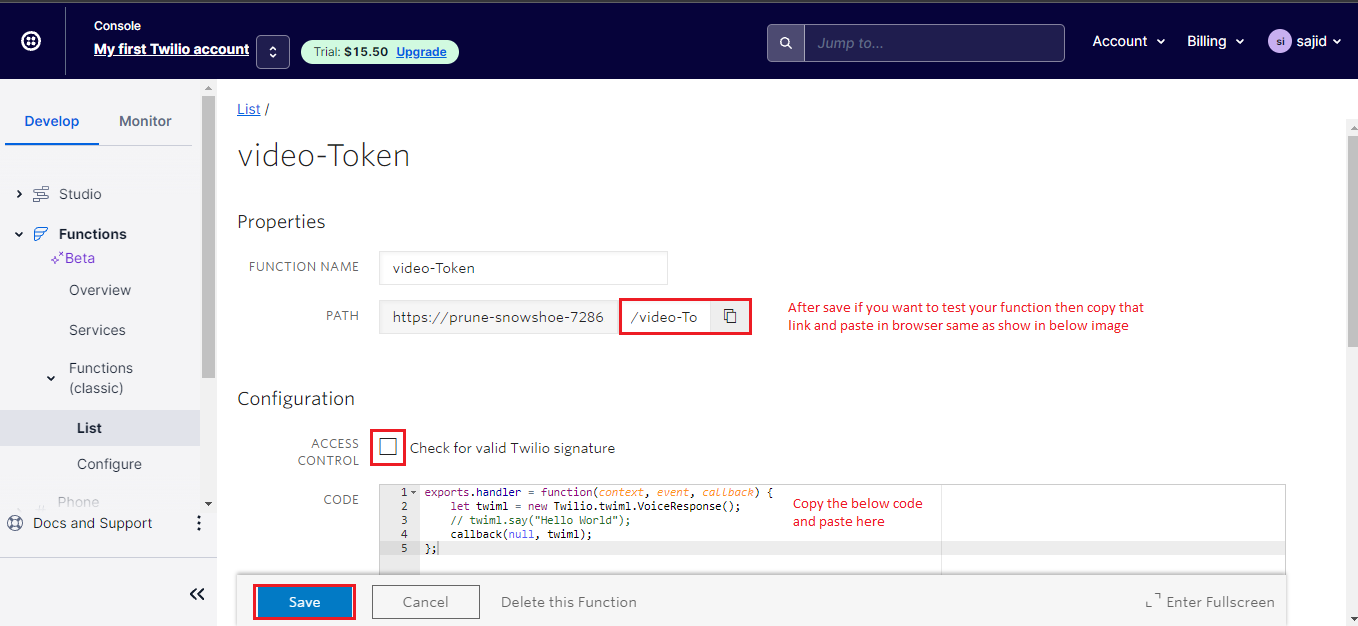 Console
My first Twilio account
Trial: $15.50 Upgrade
Jump to...
Account
Billing
si sajid
Develop Monitor
Studio
Functions
Beta
Overview
Services
Functions
(classic)
List
Configure
Phone
Docs and Support
List /
video-Token
Properties
FUNCTION NAME video-Token
PATH https://prune-snowshoe-7286 /video-To
After save if you want to test your function then copy that
link and paste in browser same as show in below image
Configuration
ACCESS
CONTROL
Check for valid Twilio signature
CODE
1 exports.handler = function(context, event, callback) {
2 let twiml = new Twilio.twiml.VoiceResponse();
3 // twiml.say("Hello World");
4 callback(null, twiml);
5 };
Copy the below code
and paste here
Save Cancel Delete this Function Enter Fullscreen